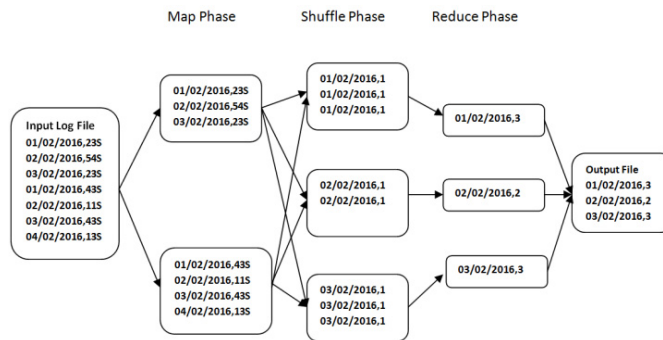 Map Phase
Shuffle Phase
Reduce Phase
Input Log File
01/02/2016,23S
02/02/2016,54S
03/02/2016,23S
01/02/2016,43S
02/02/2016,11S
03/02/2016,43S
04/02/2016,13S
01/02/2016,23S
02/02/2016,54S
03/02/2016,23S
01/02/2016,43S
02/02/2016,11S
03/02/2016,43S
04/02/2016,13S
01/02/2016,1
01/02/2016,1
01/02/2016,1
02/02/2016,1
02/02/2016,1
03/02/2016,1
03/02/2016,1
03/02/2016,1
01/02/2016,3
02/02/2016,2
03/02/2016,3
Output File
01/02/2016,3
02/02/2016,2
03/02/2016,3